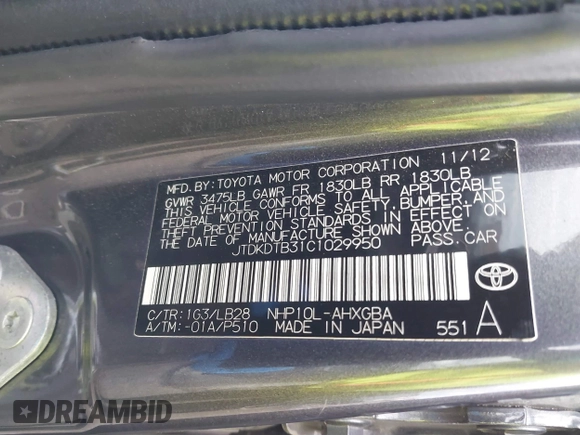 MFD. BY: TOYOTA MOTOR CORPORATION 11/12
GVWR 3475LB GAWR FR 1830LB RR 1830LB
THIS VEHICLE CONFORMS TO ALL APPLICABLE
FEDERAL MOTOR VEHICLE SAFETY, BUMPER, AND
THEFT PREVENTION STANDARDS IN EFFECT ON
THE DATE OF MANUFACTURE SHOWN ABOVE.
JTDKDTB31C1029950 PASS. CAR
TOYOTA
C/TR: 1G3/LB28 NHP10L-AHXGBA
A/TM: -01A/P510 MADE IN JAPAN 551 A
DREAMBID